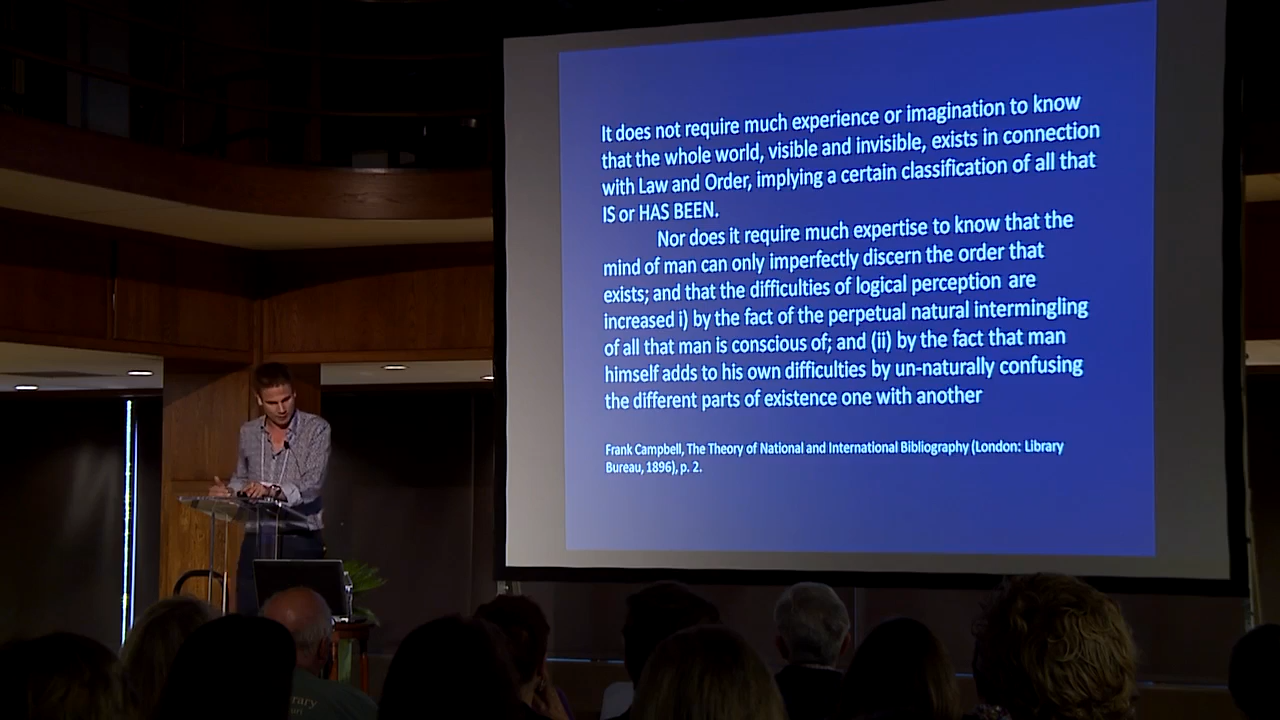 It does not require much experience or imagination to know
that the whole world, visible and invisible, exists in connection
with Law and Order, implying a certain classification of all that
IS or HAS BEEN.
Nor does it require much expertise to know that the
mind of man can only imperfectly discern the order that
exists; and that the difficulties of logical perception are
increased i) by the fact of the perpetual natural intermingling
of all that man is conscious of; and (ii) by the fact that man
himself adds to his own difficulties by un-naturally confusing
the different parts of existence one with another
Frank Campbell, The Theory of National and International Bibliography (London: Library
Bureau, 1896), p. 2.